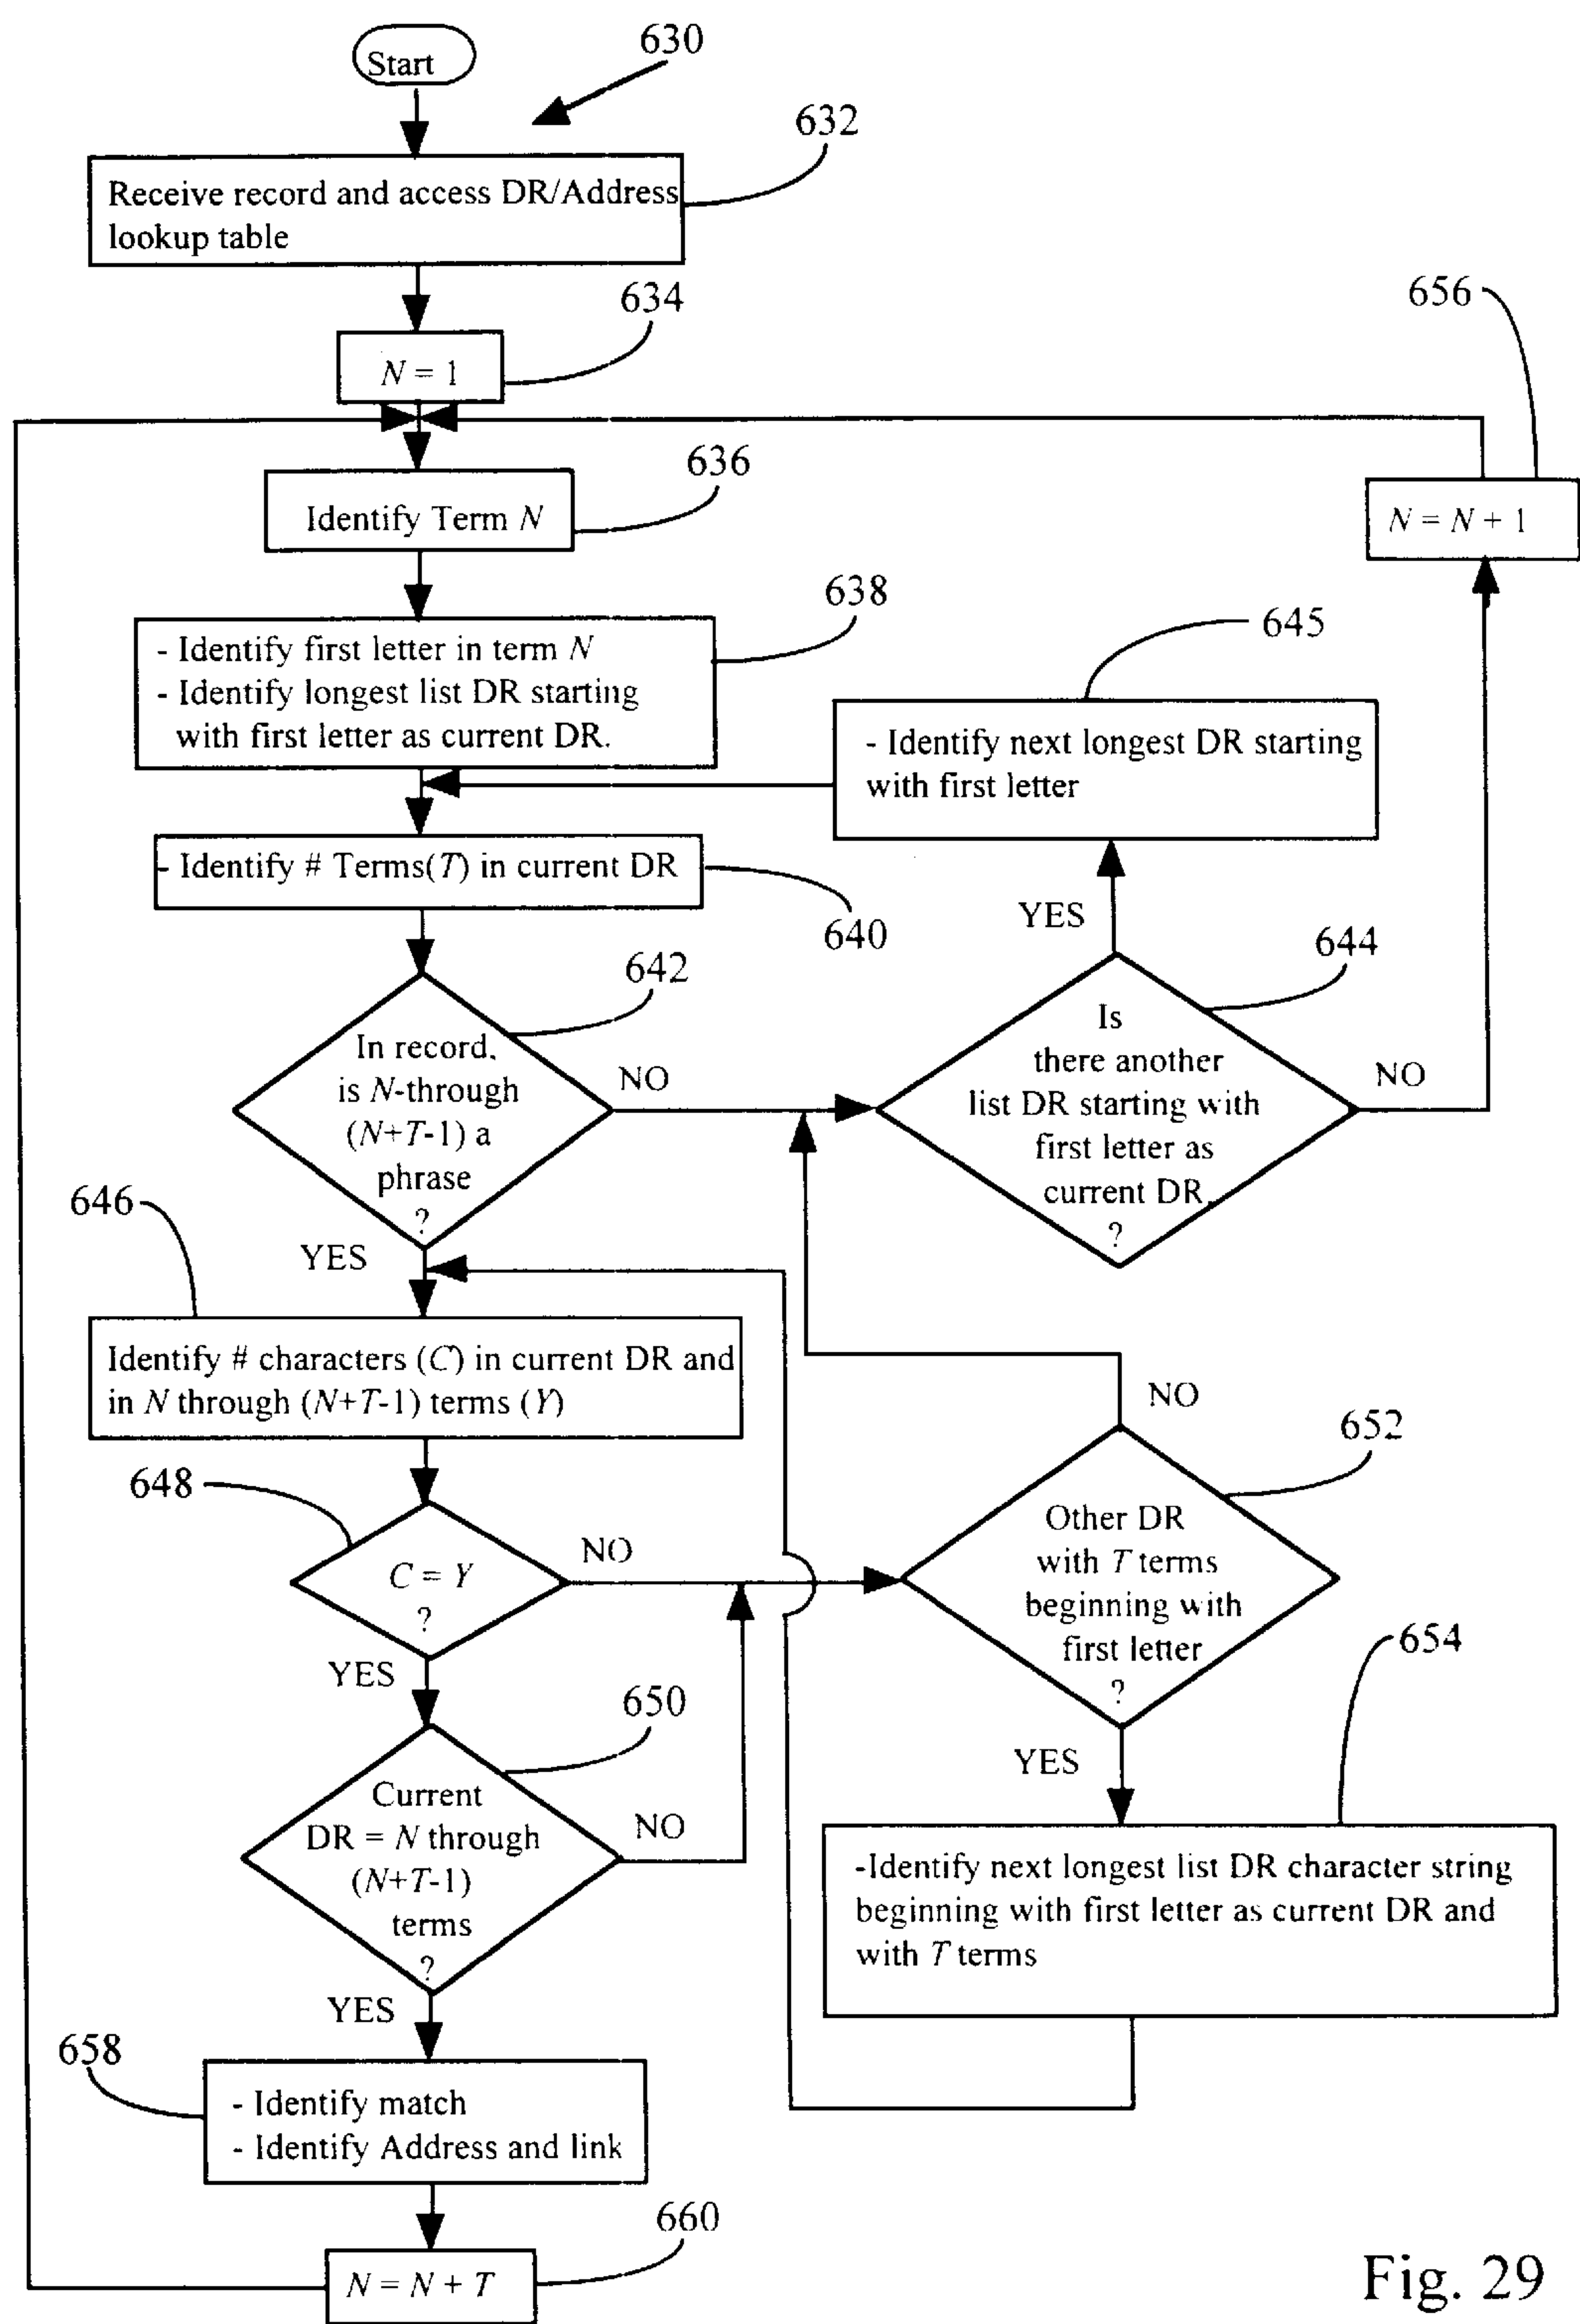 Start
630
632
Receive record and access DR/Address
lookup table
634
N = 1
656
N = N + 1
636
Identify Term N
638
- Identify first letter in term N
- Identify longest list DR starting
with first letter as current DR.
645
- Identify next longest DR starting
with first letter
- Identify # Terms(T) in current DR
640
YES
644
642
In record,
is N-through
(N+T-1) a
phrase
?
NO
Is
there another
list DR starting with
first letter as
current DR.
?
NO
646
YES
Identify # characters (C) in current DR and
in N through (N+T-1) terms (Y)
NO
652
648
C = Y
?
NO
Other DR
with T terms
beginning with
first letter
?
654
YES
650
YES
Current
DR = N through
(N+T-1)
terms
?
NO
-Identify next longest list DR character string
beginning with first letter as current DR and
with T terms
YES
658
- Identify match
- Identify Address and link
660
N = N + T
Fig. 29